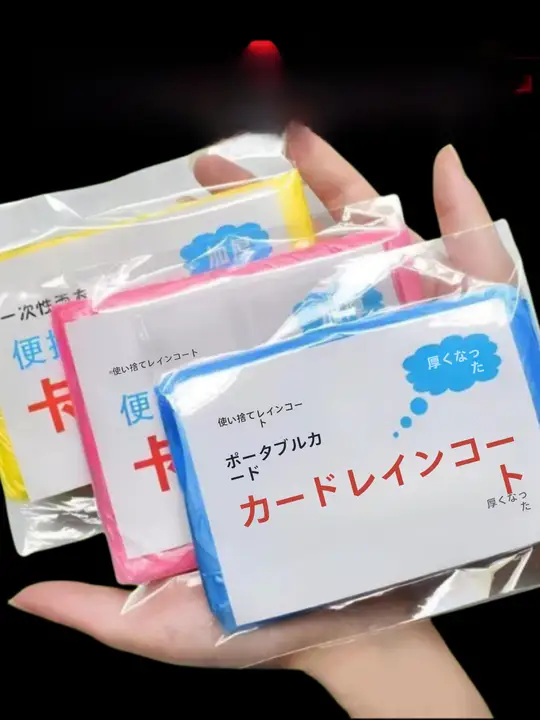 加厚
一次性雨衣
便
卡
使い捨てレインコート
便
卡
厚くなっ
た
使い捨てレインコー
ト
ポータブルカ
ード
カードレインコー
ト
厚くなっ
た